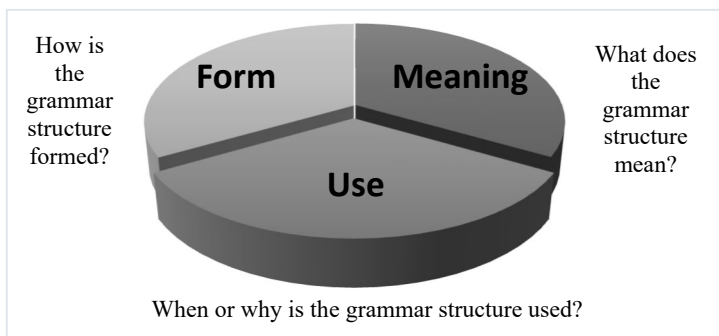 How is
the
grammar
structure
formed?
Form
Meaning
What does
the
grammar
structure
mean?
Use
When or why is the grammar structure used?